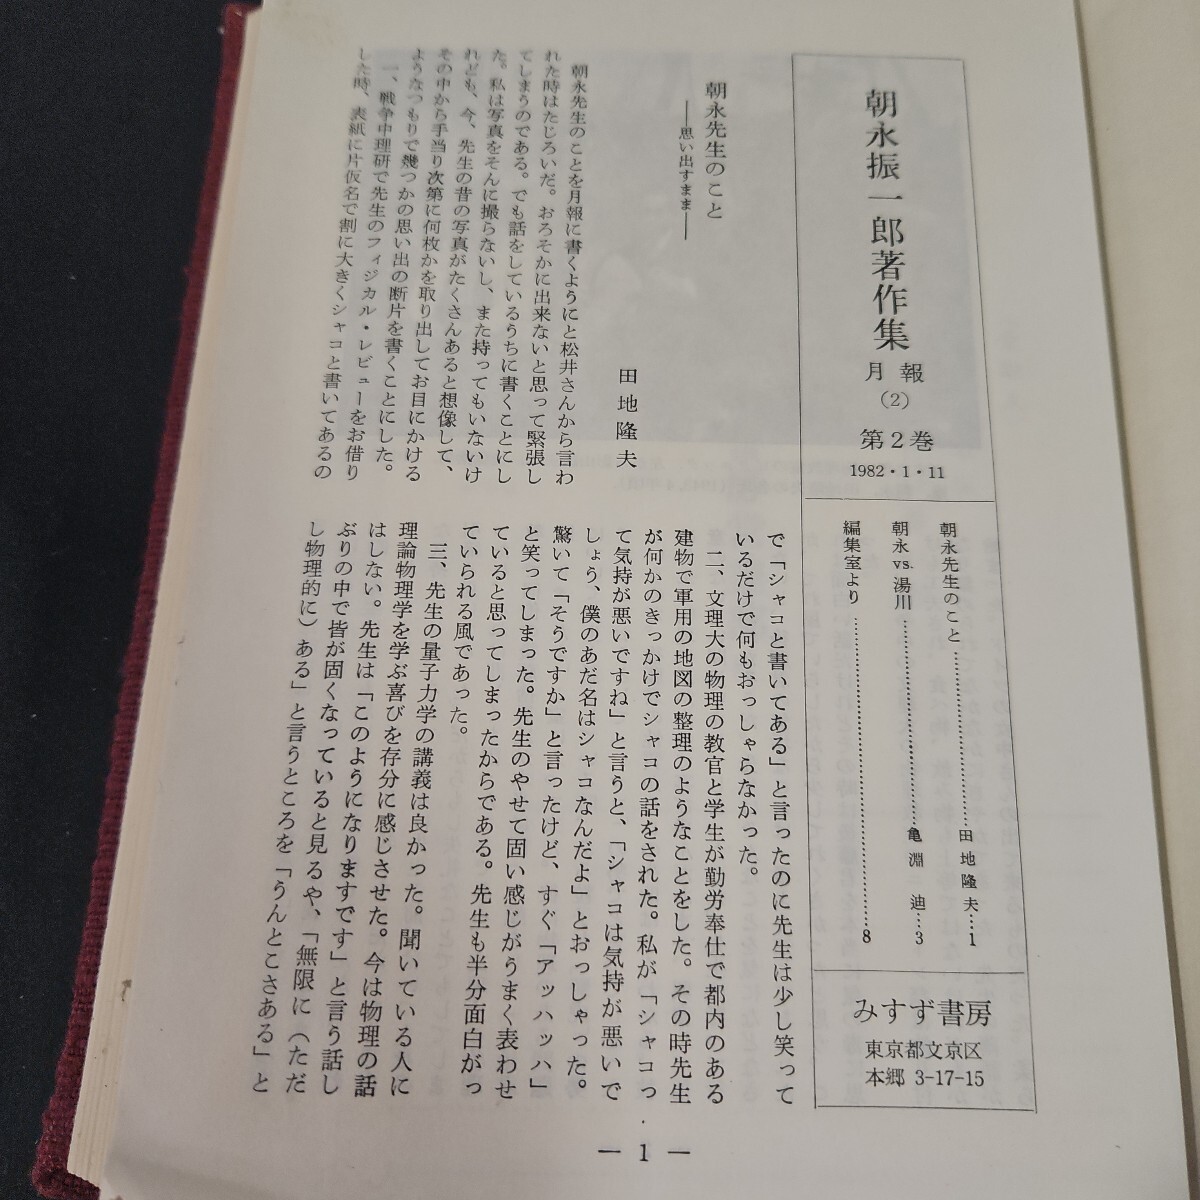 朝永振一郎著作集
月報
（2）
第2巻
1982・1・11
朝永先生のこと……………………田地隆夫…1
朝永 vs. 湯川……………………亀淵 迪…3
編集室より……………………………8
みすず書房
東京都文京区
本郷 3-17-15
朝永先生のこと
――思い出すまま――
田地隆夫
朝永先生のことを月報に書くようにと松井さんから言わ
れた時はたじろいだ。おろそかに出来ないと思って緊張し
てしまうのである。でも話をしているうちに書くことにし
た。私は写真をそんなに撮らないし、また持ってもいないけ
れども、今、先生の昔の写真がたくさんあると想像して、
その中から手当り次第に何枚かを取り出してお目にかける
ようなつもりで幾つかの思い出の断片を書くことにした。
一、戦争中理研で先生のフィジカル・レビューをお借り
した時、表紙に片仮名で割に大きくシャコと書いてあるの
で「シャコと書いてある」と言ったのに先生は少し笑って
いるだけで何もおっしゃらなかった。
二、文理大の物理の教官と学生が勤労奉仕で都内のある
建物で軍用の地図の整理のようなことをした。その時先生
が何かのきっかけでシャコの話をされた。私が「シャコっ
て気持が悪いですね」と言うと、「シャコは気持が悪いで
しょう、僕のあだ名はシャコなんだよ」とおっしゃった。
驚いて「そうですか」と言ったけど、すぐ「アッハッハ」
と笑ってしまった。先生のやせて固い感じがうまく表わせ
ていると思ってしまったからである。先生も半分面白がっ
ていられる風であった。
三、先生の量子力学の講義は良かった。聞いている人に
理論物理学を学ぶ喜びを存分に感じさせた。今は物理の話
はしない。先生は「このようになりますです」と言う話し
ぶりの中で皆が固くなっていると見るや、「無限に（ただ
し物理的に）ある」と言うところを「うんとこさある」と
― 1 ―